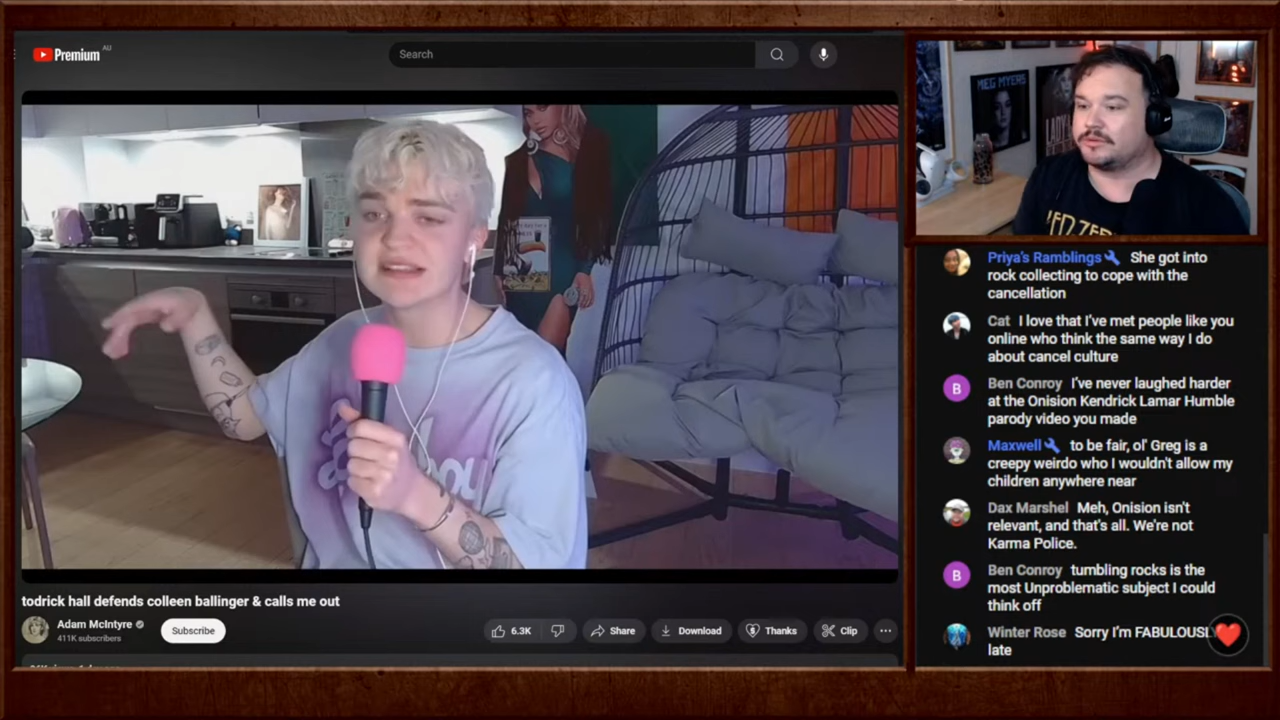 Premium AU
Search
MEG MYERS
LADY
LED ZEP
todrick hall defends colleen ballinger & calls me out
Adam McIntyre
411K subscribers
Subscribe
6.3K
Share
Download
Thanks
Clip
Priya's Ramblings She got into
rock collecting to cope with the
cancellation
Cat I love that I've met people like you
online who think the same way I do
about cancel culture
B
Ben Conroy I've never laughed harder
at the Onision Kendrick Lamar Humble
parody video you made
Maxwell to be fair, ol' Greg is a
creepy weirdo who I wouldn't allow my
children anywhere near
Dax Marshel Meh, Onision isn't
relevant, and that's all. We're not
Karma Police.
B
Ben Conroy tumbling rocks is the
most Unproblematic subject I could
think off
Winter Rose Sorry I'm FABULOUSLY
late